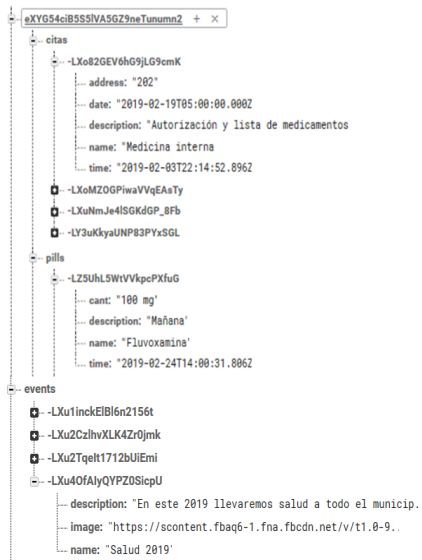 eXYG54ciB5S5lVA5GZ9neTunumn2 + ×
citas
-LXo82GEV6hG9jLG9cmK
address: "202"
date: "2019-02-19T05:00:00.000Z
description: "Autorización y lista de medicamentos
name: "Medicina interna
time: "2019-02-03T22:14:52.896Z
-LXoMZOGPiwaVVqEAsTy
-LXuNmJe4lSGKdGP_8Fb
-LY3uKkyaUNP83PYxSGL
pills
-LZ5UhL5WtVVkpcPXfuG
cant: "100 mg'
description: "Mañana'
name: "Fluvoxamina'
time: "2019-02-24T14:00:31.806Z
events
-LXu1inckElBl6n2156t
-LXu2CzlhvXLK4Zr0jmk
-LXu2Tqelt1712bUiEmi
-LXu4OfAIyQYPZ0SicpU
description: "En este 2019 llevaremos salud a todo el municip.
image: "https://scontent.fbaq6-1.fna.fbcdn.net/v/t1.0-9..
name: "Salud 2019'